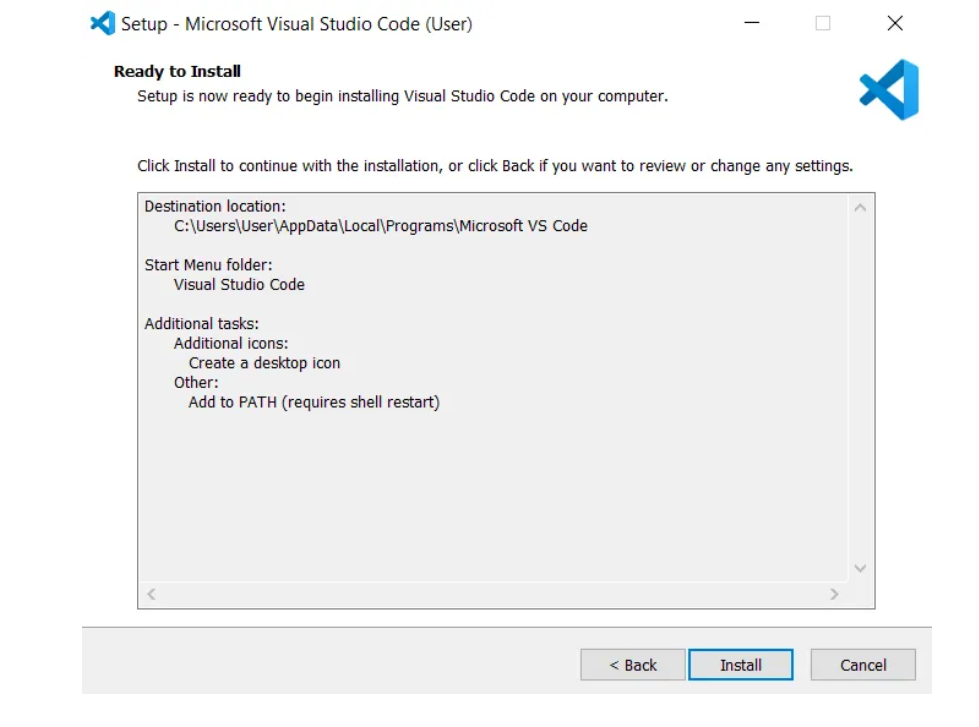 Setup - Microsoft Visual Studio Code (User)
Ready to Install
Setup is now ready to begin installing Visual Studio Code on your computer.
Click Install to continue with the installation, or click Back if you want to review or change any settings.
Destination location:
C:\Users\User\AppData\Local\Programs\Microsoft VS Code
Start Menu folder:
Visual Studio Code
Additional tasks:
Additional icons:
Create a desktop icon
Other:
Add to PATH (requires shell restart)
< Back
Install
Cancel